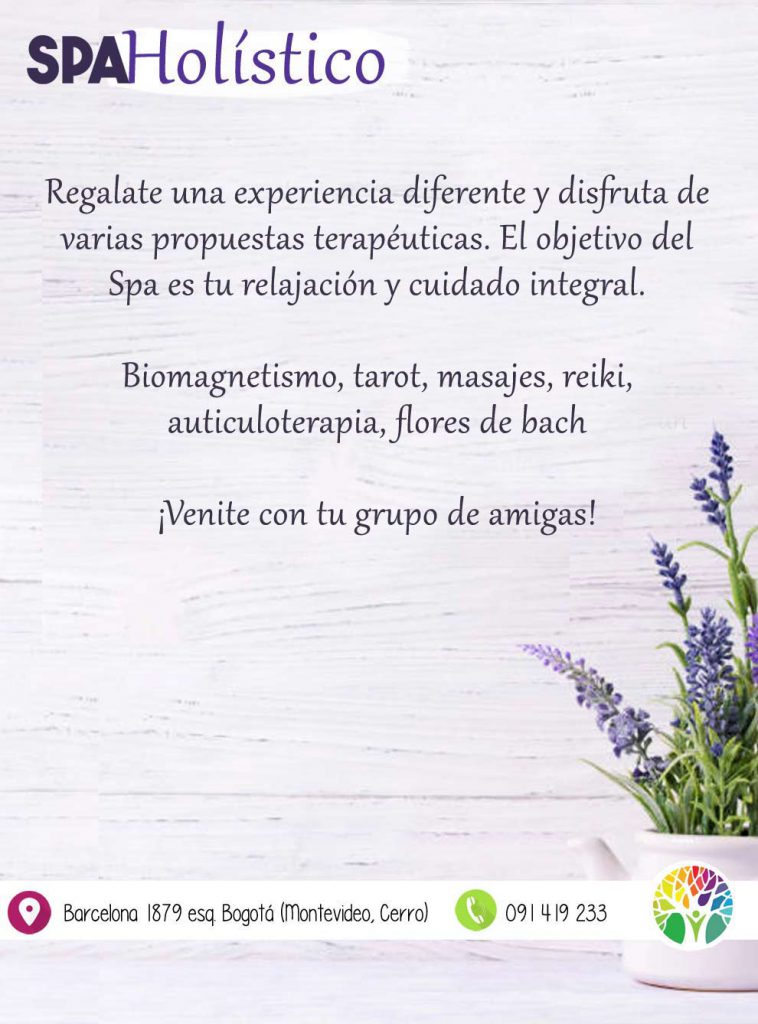 SPAHolístico
Regalate una experiencia diferente y disfruta de
varias propuestas terapéuticas. El objetivo del
Spa es tu relajación y cuidado integral.
Biomagnetismo, tarot, masajes, reiki,
auticuloterapia, flores de bach
¡Venite con tu grupo de amigas!
Barcelona 1879 esq. Bogotá (Montevideo, Cerro) 091 419 233